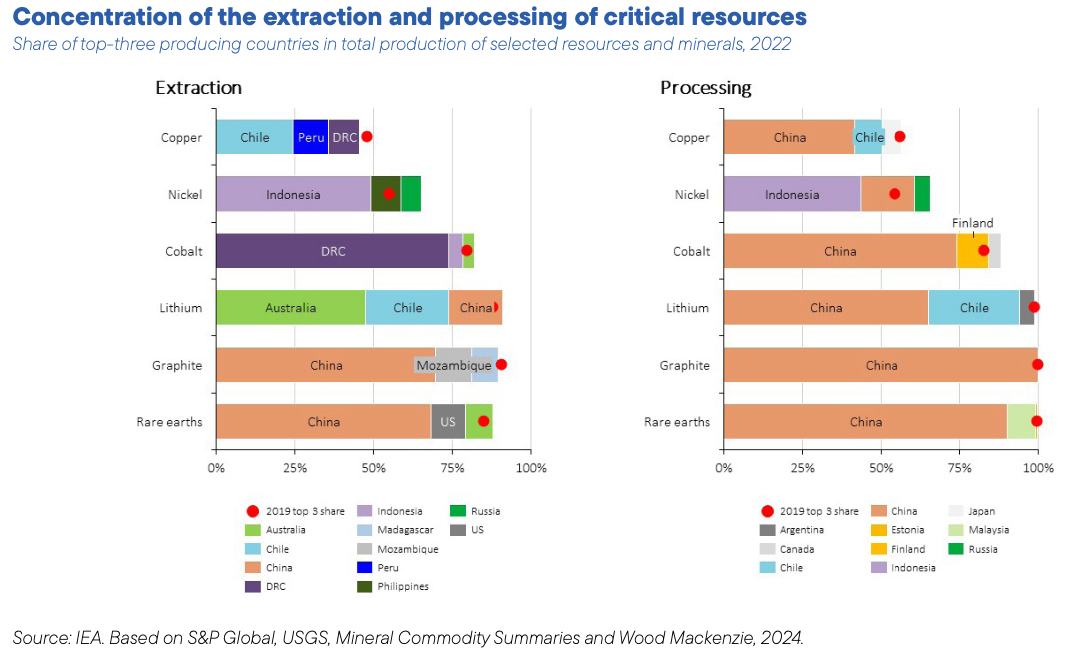 Concentration of the extraction and processing of critical resources
Share of top-three producing countries in total production of selected resources and minerals, 2022
Extraction
Copper
Chile
Peru
DRC
Nickel
Indonesia
Cobalt
DRC
Lithium
Australia
Chile
China
Graphite
China
Mozambique
Rare earths
China
US
0%
25%
50%
75%
100%
2019 top 3 share
Indonesia
Russia
Australia
Madagascar
US
Chile
Mozambique
China
Peru
DRC
Philippines
Processing
Copper
China
Chile
Nickel
Indonesia
Finland
Cobalt
China
Lithium
China
Chile
Graphite
China
Rare earths
China
0%
25%
50%
75%
100%
2019 top 3 share
China
Japan
Argentina
Estonia
Malaysia
Canada
Finland
Russia
Chile
Indonesia
Source: IEA. Based on S&P Global, USGS, Mineral Commodity Summaries and Wood Mackenzie, 2024.